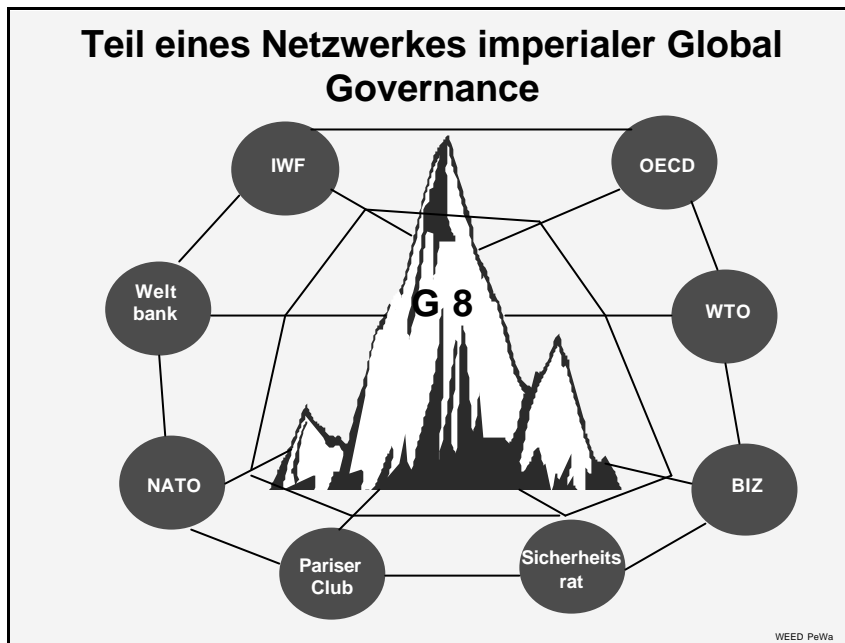 Teil eines Netzwerkes imperialer Global
Governance
IWF
OECD
Welt
bank
G 8
WTO
NATO
BIZ
Pariser
Club
Sicherheits
rat
WEED PeWa